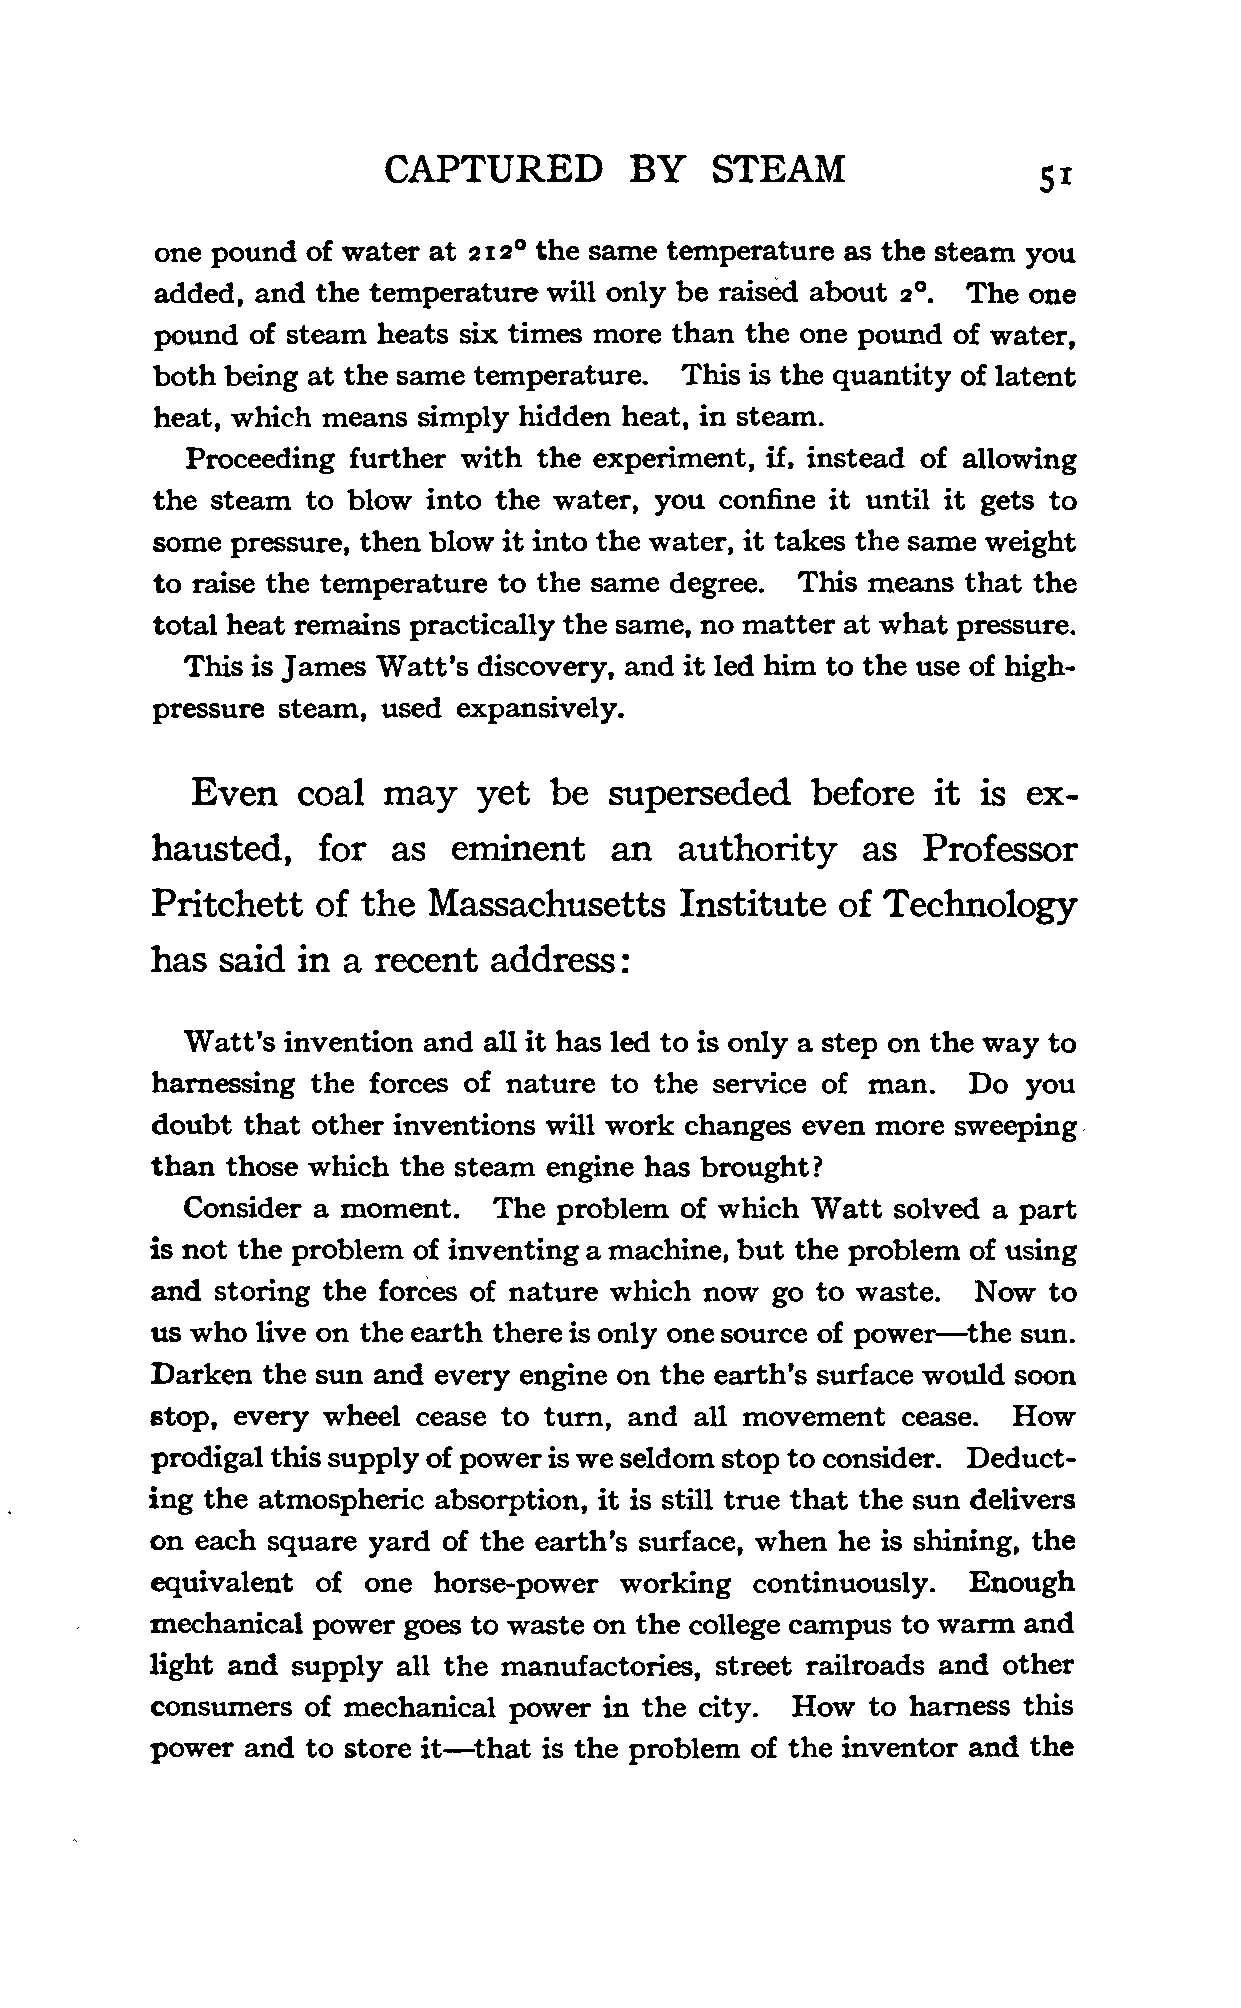 CAPTURED BY STEAM 51
one pound of water at 212° the same temperature as the steam you
added, and the temperature will only be raised about 2°. The one
pound of steam heats six times more than the one pound of water,
both being at the same temperature. This is the quantity of latent
heat, which means simply hidden heat, in steam.
Proceeding further with the experiment, if, instead of allowing
the steam to blow into the water, you confine it until it gets to
some pressure, then blow it into the water, it takes the same weight
to raise the temperature to the same degree. This means that the
total heat remains practically the same, no matter at what pressure.
This is James Watt's discovery, and it led him to the use of high-
pressure steam, used expansively.
Even coal may yet be superseded before it is ex-
hausted, for as eminent an authority as Professor
Pritchett of the Massachusetts Institute of Technology
has said in a recent address:
Watt's invention and all it has led to is only a step on the way to
harnessing the forces of nature to the service of man. Do you
doubt that other inventions will work changes even more sweeping
than those which the steam engine has brought?
Consider a moment. The problem of which Watt solved a part
is not the problem of inventing a machine, but the problem of using
and storing the forces of nature which now go to waste. Now to
us who live on the earth there is only one source of power—the sun.
Darken the sun and every engine on the earth's surface would soon
stop, every wheel cease to turn, and all movement cease. How
prodigal this supply of power is we seldom stop to consider. Deduct-
ing the atmospheric absorption, it is still true that the sun delivers
on each square yard of the earth's surface, when he is shining, the
equivalent of one horse-power working continuously. Enough
mechanical power goes to waste on the college campus to warm and
light and supply all the manufactories, street railroads and other
consumers of mechanical power in the city. How to harness this
power and to store it—that is the problem of the inventor and the